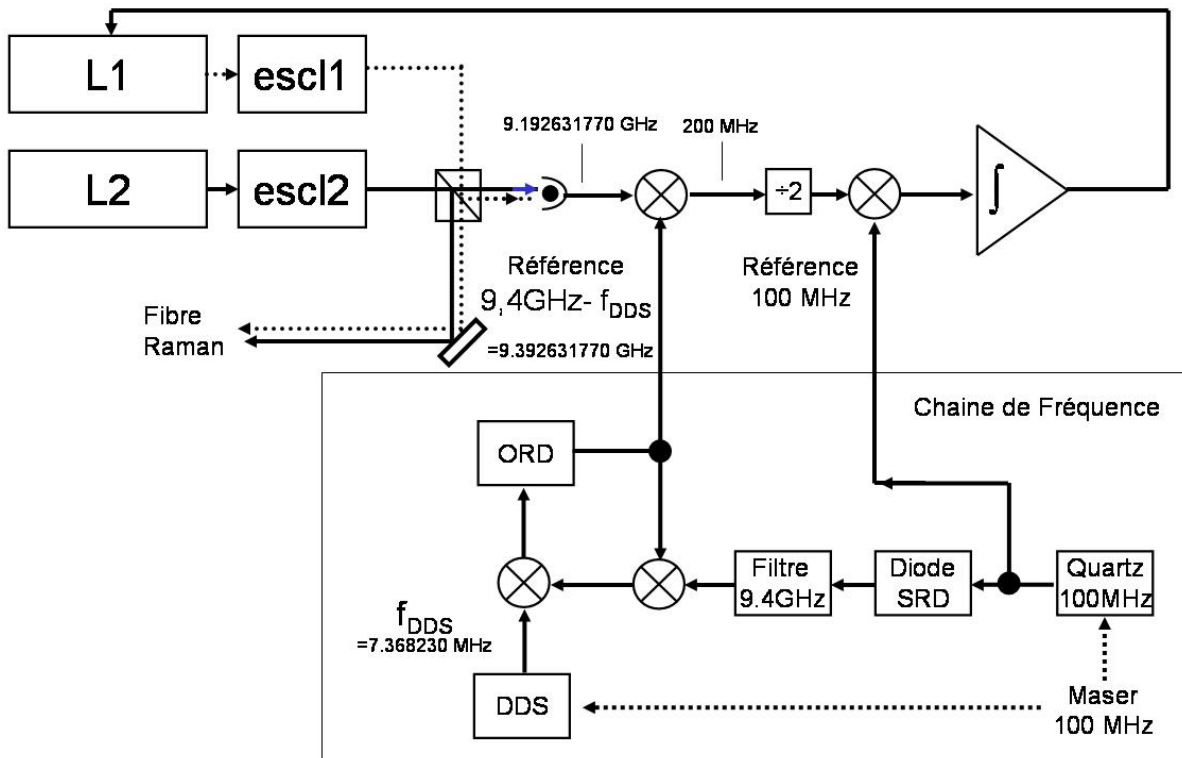 L1
escl1
L2
escl2
9.192631770 GHz
200 MHz
÷2
∫
Référence
9,4GHz- fDDS
=9.392631770 GHz
Référence
100 MHz
Fibre
Raman
Chaine de Fréquence
ORD
Filtre
9.4GHz
Diode
SRD
Quartz
100MHz
fDDS
=7.368230 MHz
DDS
Maser
100 MHz